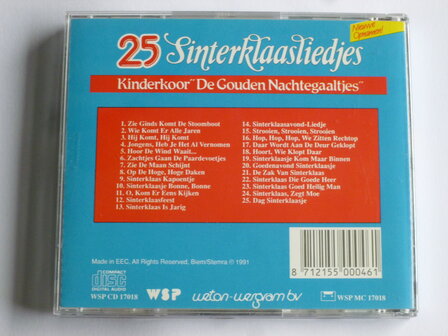 Nieuwe
Opnamen!
25 Sinterklaasliedjes
Kinderkoor "De Gouden Nachtegaaltjes"
1. Zie Ginds Komt De Stoomboot
2. Wie Komt Er Alle Jaren
3. Hij Komt, Hij Komt
4. Jongens, Heb Je Het Al Vernomen
5. Hoor De Wind Waait...
6. Zachtjes Gaan De Paardevoetjes
7. Zie De Maan Schijnt
8. Op De Hoge, Hoge Daken
9. Sinterklaas Kapoentje
10. Sinterklaasje Bonne, Bonne
11. O, Kom Er Eens Kijken
12. Sinterklaasfeest
13. Sinterklaas Is Jarig
14. Sinterklaasavond-Liedje
15. Strooien, Strooien, Strooien
16. Hop, Hop, Hop, We Zitten Rechtop
17. Daar Wordt Aan De Deur Geklopt
18. Hoort, Wie Klopt Daar
19. Sinterklaasje Kom Maar Binnen
20. Goedenavond Sinterklaasje
21. De Zak Van Sinterklaas
22. Sinterklaas Die Goede Heer
23. Sinterklaas Goed Heilig Man
24. Sinterklaas, Zegt Moe
25. Dag Sinterklaasje
Made in EEC, All Rights Reserved, Biem/Stemra ℗ 1991
8 712155 000461
COMPACT
disc
DIGITAL AUDIO
WSP CD 17018
WSP
weton-wesgram bv
WSP MC 17018